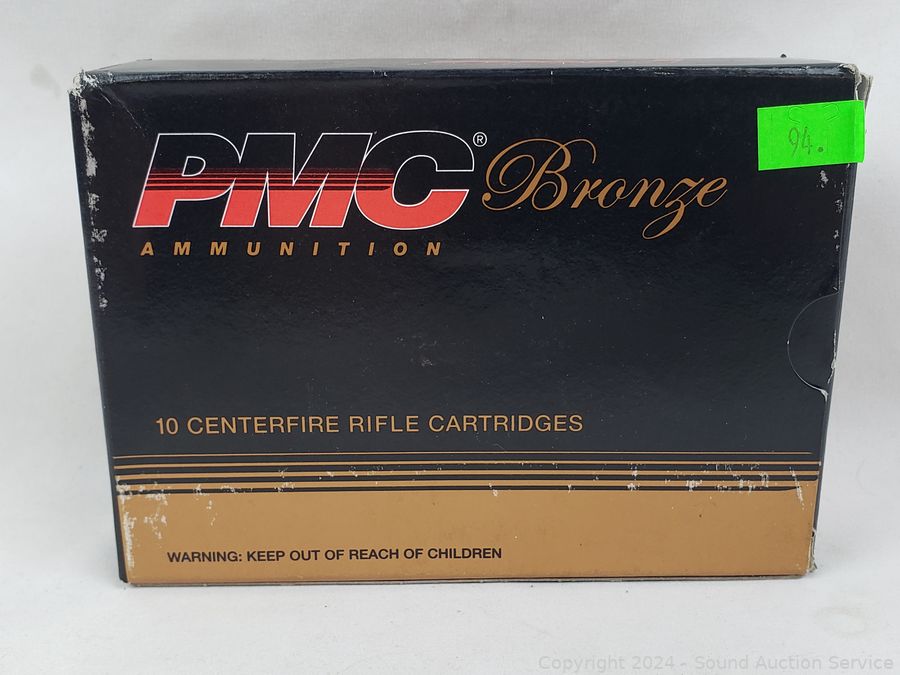 PMC® Bronze
AMMUNITION
94.
10 CENTERFIRE RIFLE CARTRIDGES
WARNING: KEEP OUT OF REACH OF CHILDREN
Copyright 2024 - Sound Auction Service